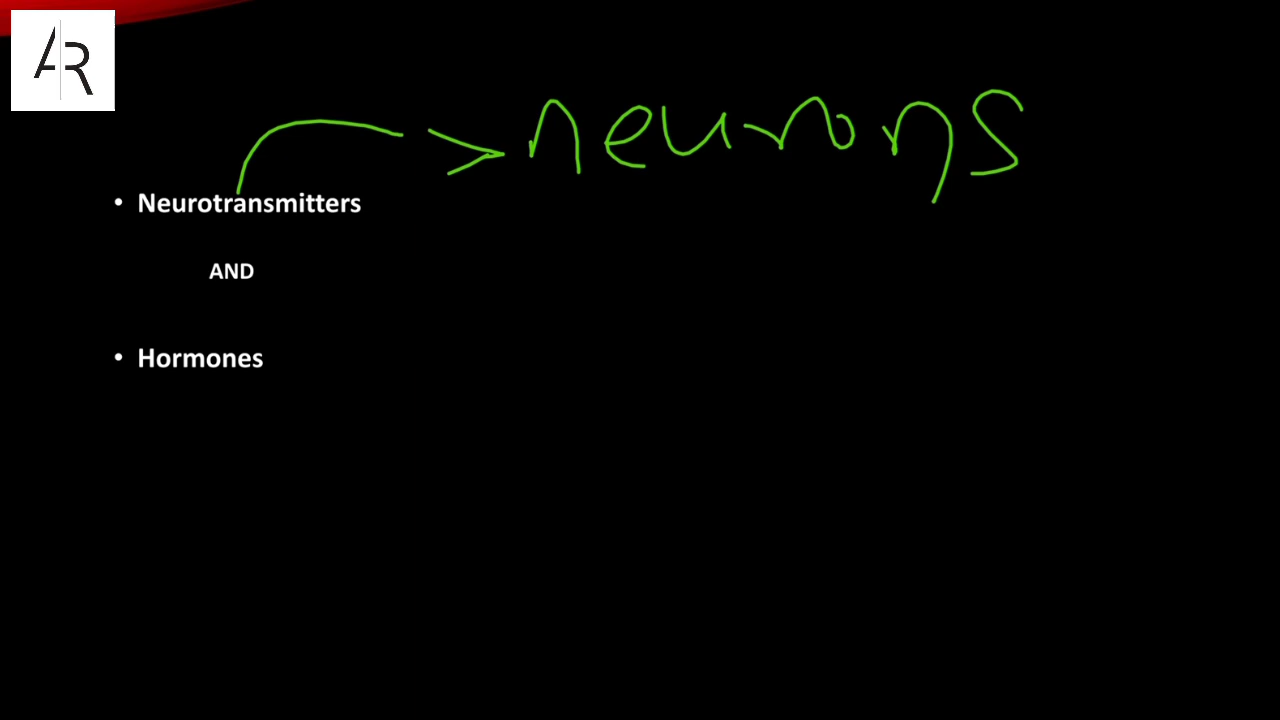 AR
neurons
• Neurotransmitters
AND
• Hormones